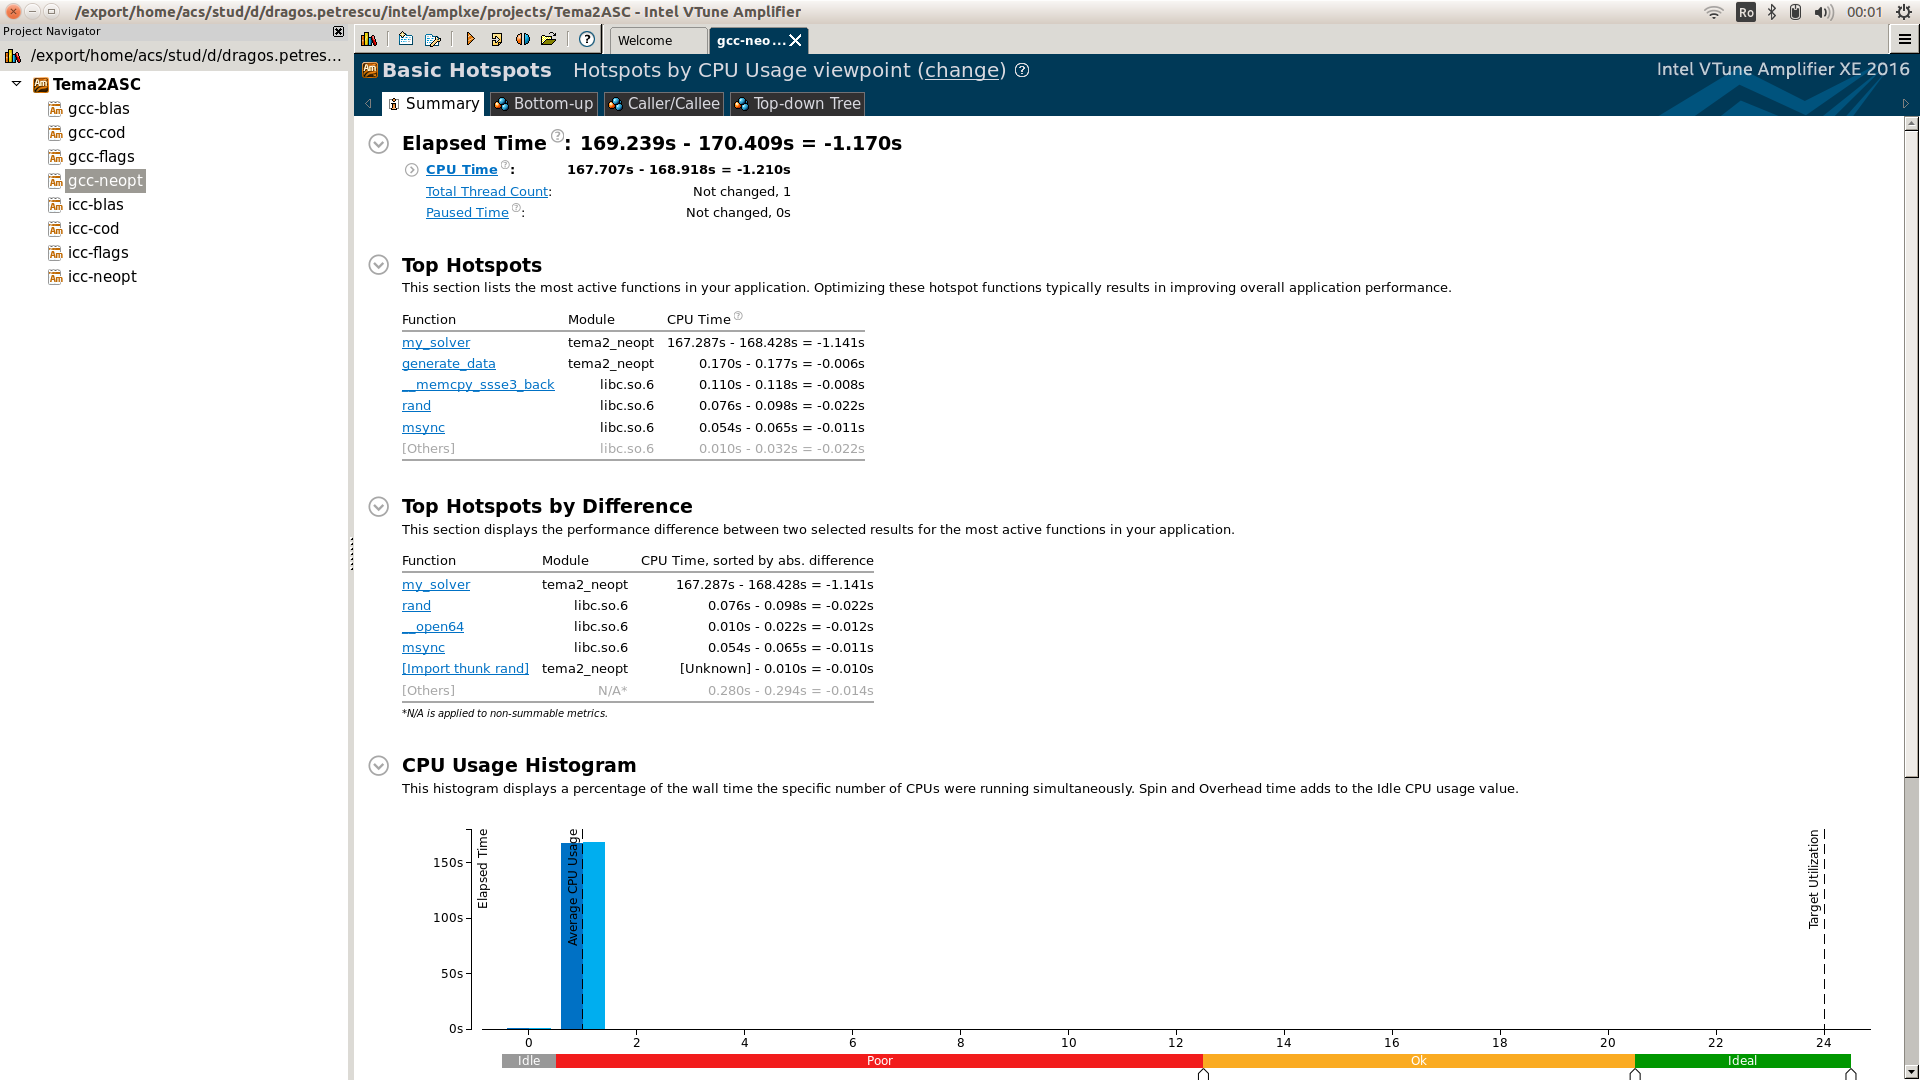 /export/home/acs/stud/d/dragos.petrescu/intel/amplxe/projects/Tema2ASC - Intel VTune Amplifier
Ro
00:01
Project Navigator
/export/home/acs/stud/d/dragos.petres...
Tema2ASC
gcc-blas
gcc-cod
gcc-flags
gcc-neopt
icc-blas
icc-cod
icc-flags
icc-neopt
Welcome
gcc-neo...
Basic Hotspots Hotspots by CPU Usage viewpoint (change)
Intel VTune Amplifier XE 2016
Summary
Bottom-up
Caller/Callee
Top-down Tree
Elapsed Time: 169.239s - 170.409s = -1.170s
CPU Time: 167.707s - 168.918s = -1.210s
Total Thread Count: Not changed, 1
Paused Time: Not changed, 0s
Top Hotspots
This section lists the most active functions in your application. Optimizing these hotspot functions typically results in improving overall application performance.
Function Module CPU Time
my_solver tema2_neopt 167.287s - 168.428s = -1.141s
generate_data tema2_neopt 0.170s - 0.177s = -0.006s
__memcpy_ssse3_back libc.so.6 0.110s - 0.118s = -0.008s
rand libc.so.6 0.076s - 0.098s = -0.022s
msync libc.so.6 0.054s - 0.065s = -0.011s
[Others] libc.so.6 0.010s - 0.032s = -0.022s
Top Hotspots by Difference
This section displays the performance difference between two selected results for the most active functions in your application.
Function Module CPU Time, sorted by abs. difference
my_solver tema2_neopt 167.287s - 168.428s = -1.141s
rand libc.so.6 0.076s - 0.098s = -0.022s
__open64 libc.so.6 0.010s - 0.022s = -0.012s
msync libc.so.6 0.054s - 0.065s = -0.011s
[Import thunk rand] tema2_neopt [Unknown] - 0.010s = -0.010s
[Others] N/A* 0.280s - 0.294s = -0.014s
*N/A is applied to non-summable metrics.
CPU Usage Histogram
This histogram displays a percentage of the wall time the specific number of CPUs were running simultaneously. Spin and Overhead time adds to the Idle CPU usage value.
Elapsed Time
Average CPU Usage
Target Utilization
150s
100s
50s
0s
0 2 4 6 8 10 12 14 16 18 20 22 24
Idle Poor Ok Ideal